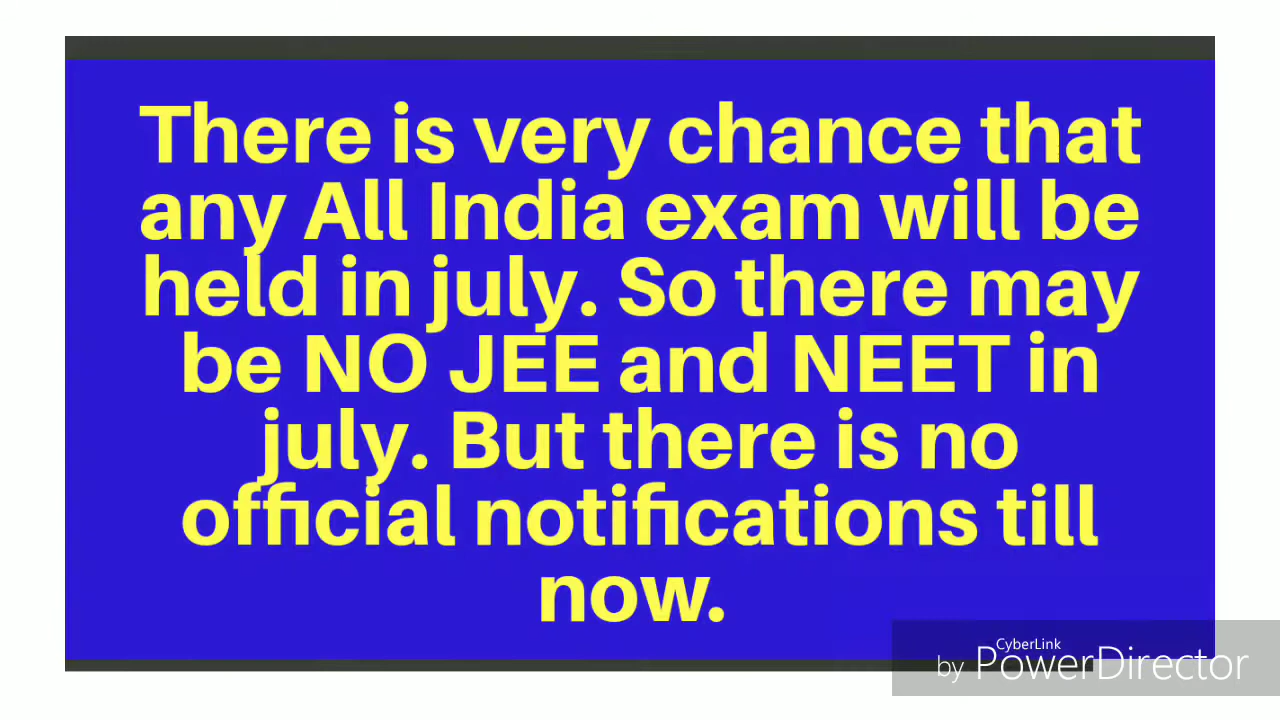 There is very chance that
any All India exam will be
held in july. So there may
be NO JEE and NEET in
july. But there is no
official notifications till
now.
CyberLink
by PowerDirector